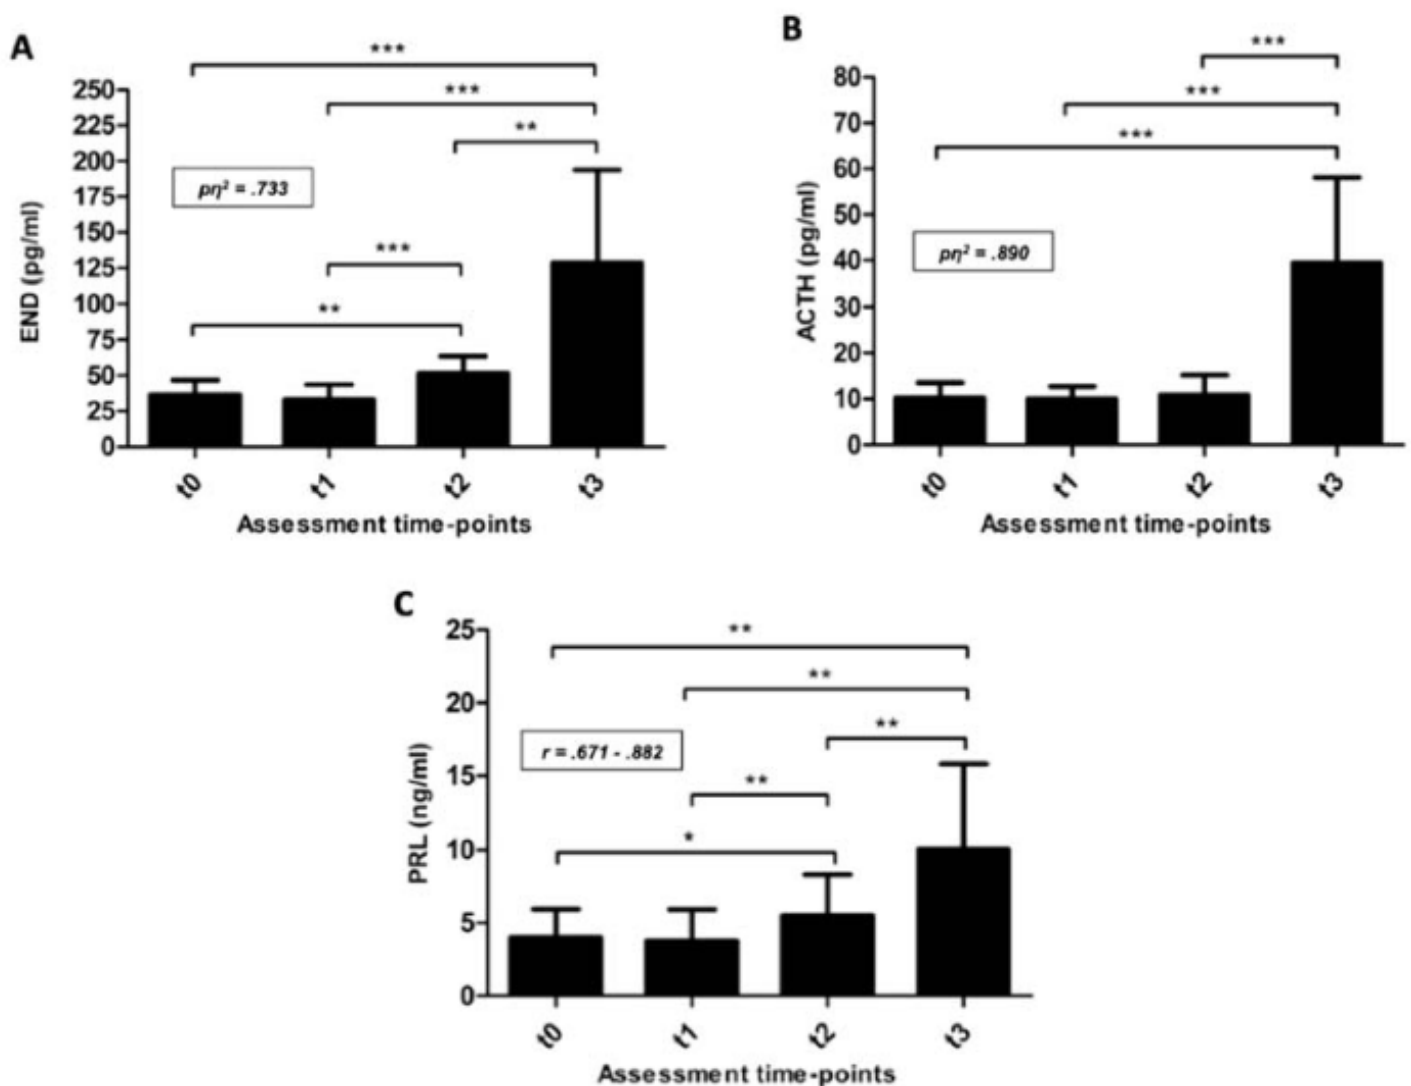 A
***
***
**
pη² = .733
***
**
END (pg/ml)
250
225
200
175
150
125
100
75
50
25
0
t0 t1 t2 t3
Assessment time-points
B
***
***
***
pη² = .890
ACTH (pg/ml)
80
70
60
50
40
30
20
10
0
t0 t1 t2 t3
Assessment time-points
C
**
**
**
r = .671 - .882
**
*
PRL (ng/ml)
25
20
15
10
5
0
t0 t1 t2 t3
Assessment time-points